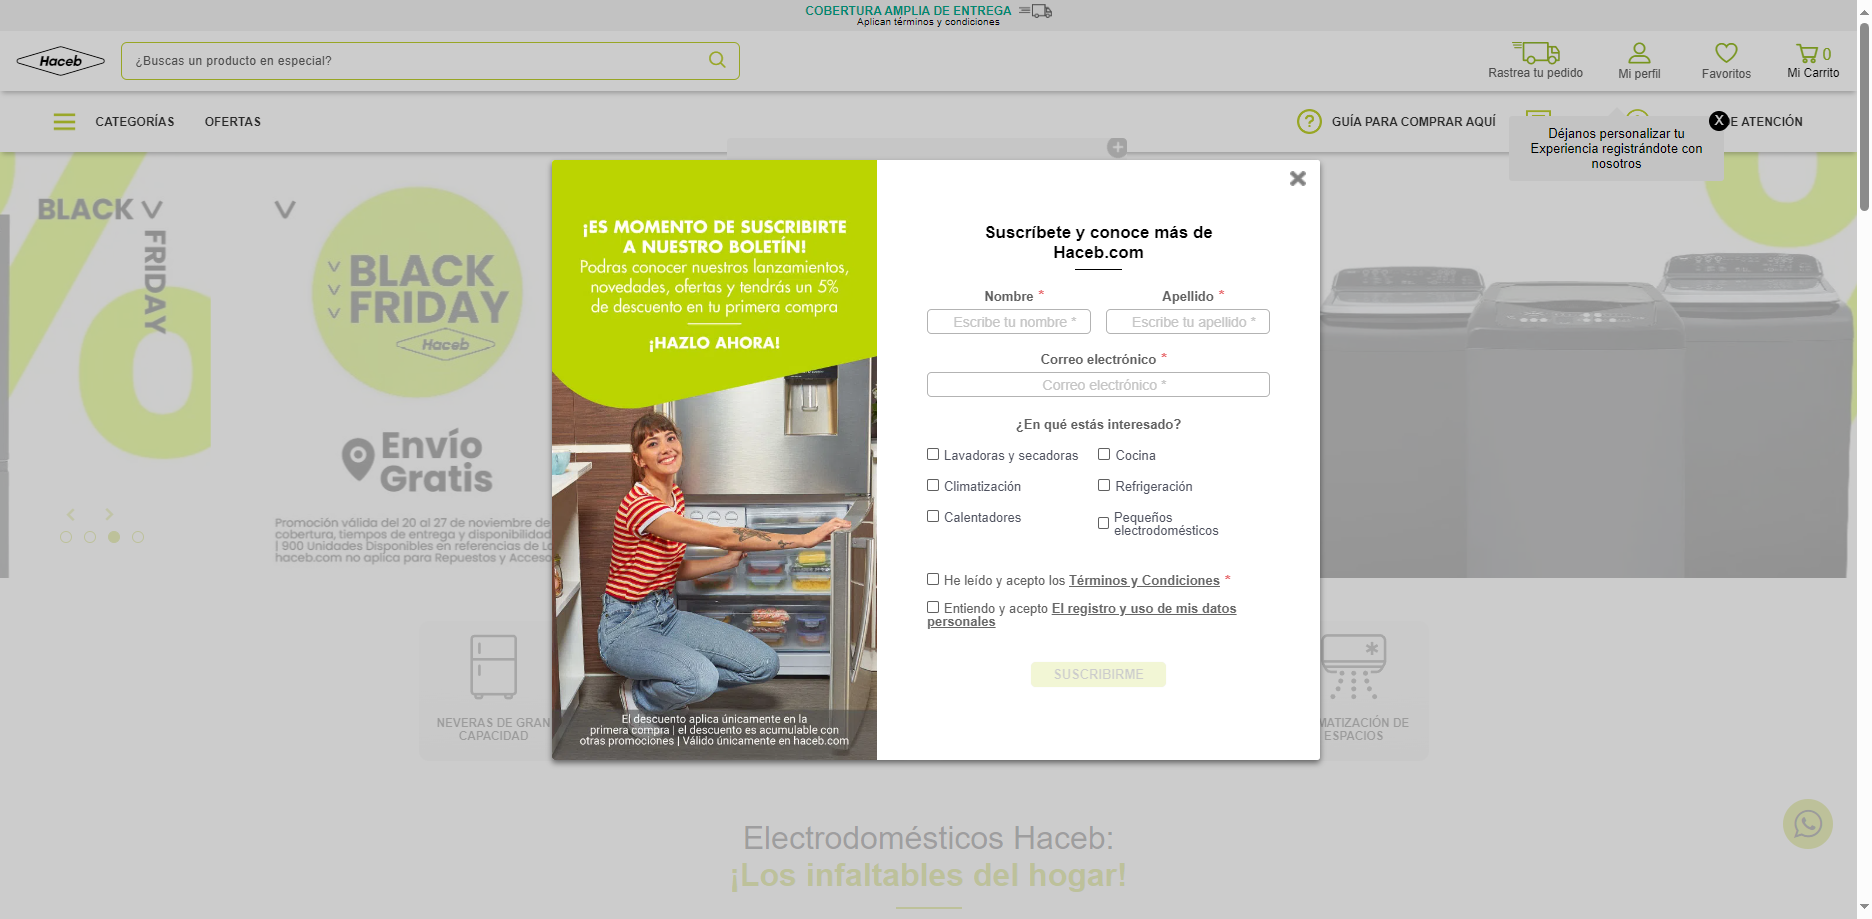 COBERTURA AMPLIA DE ENTREGA
Aplican términos y condiciones
Haceb
¿Buscas un producto en especial?
Rastrea tu pedido
Mi perfil
Favoritos
0
Mi Carrito
CATEGORÍAS
OFERTAS
GUÍA PARA COMPRAR AQUÍ
E ATENCIÓN
X
Déjanos personalizar tu
Experiencia registrándote con
nosotros
BLACK
FRIDAY
BLACK
FRIDAY
Haceb
Envío
Gratis
Promoción válida del 20 al 27 de noviembre de
cobertura, tiempos de entrega y disponibilidad
! 900 Unidades Disponibles en referencias de La
haceb.com no aplica para Repuestos y Acceso
¡ES MOMENTO DE SUSCRIBIRTE
A NUESTRO BOLETÍN!
Podras conocer nuestros lanzamientos,
novedades, ofertas y tendrás un 5%
de descuento en tu primera compra
¡HAZLO AHORA!
El descuento aplica únicamente en la
primera compra | el descuento es acumulable con
otras promociones | Válido únicamente en haceb.com
Suscríbete y conoce más de
Haceb.com
Nombre *
Apellido *
Escribe tu nombre *
Escribe tu apellido *
Correo electrónico *
Correo electrónico *
¿En qué estás interesado?
Lavadoras y secadoras
Cocina
Climatización
Refrigeración
Calentadores
Pequeños
electrodomésticos
He leído y acepto los Términos y Condiciones *
Entiendo y acepto El registro y uso de mis datos
personales
SUSCRIBIRME
NEVERAS DE GRAN
CAPACIDAD
MATIZACIÓN DE
ESPACIOS
Electrodomésticos Haceb:
¡Los infaltables del hogar!